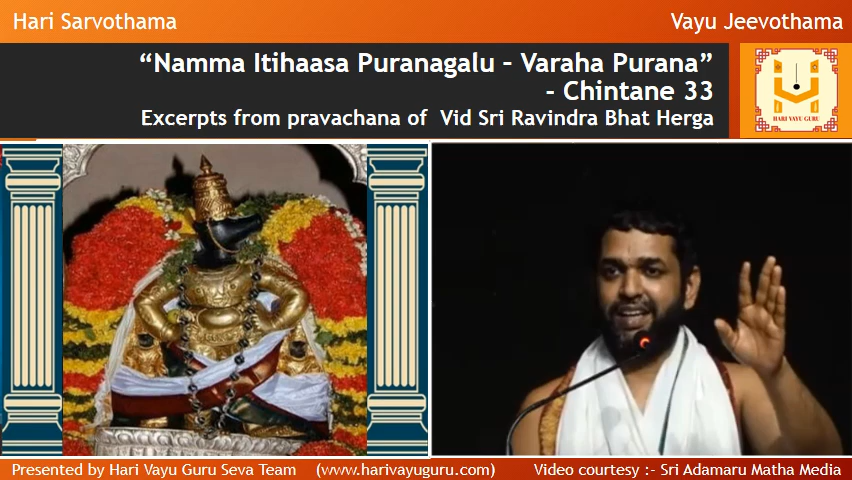 Hari Sarvothama
Vayu Jeevothama
“Namma Itihaasa Puranagalu – Varaha Purana”
- Chintane 33
Excerpts from pravachana of Vid Sri Ravindra Bhat Herga
HARI VAYU GURU
Presented by Hari Vayu Guru Seva Team (www.harivayuguru.com)
Video courtesy :- Sri Adamaru Matha Media